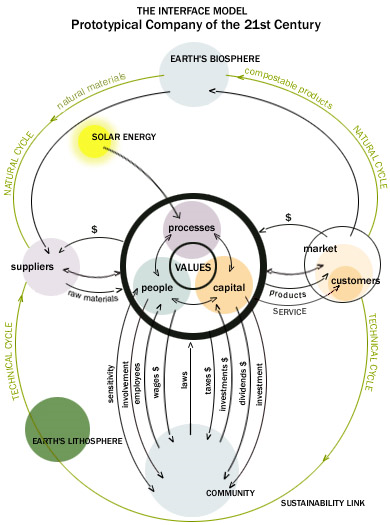 THE INTERFACE MODEL
Prototypical Company of the 21st Century
EARTH'S BIOSPHERE
natural materials
compostable products
SOLAR ENERGY
NATURAL CYCLE
NATURAL CYCLE
$
$
processes
market
suppliers
VALUES
people
capital
customers
raw materials
products
SERVICE
TECHNICAL CYCLE
TECHNICAL CYCLE
sensitivity
involvement
employees
wages $
laws
taxes $
investments $
dividends $
investment
EARTH'S LITHOSPHERE
COMMUNITY
SUSTAINABILITY LINK